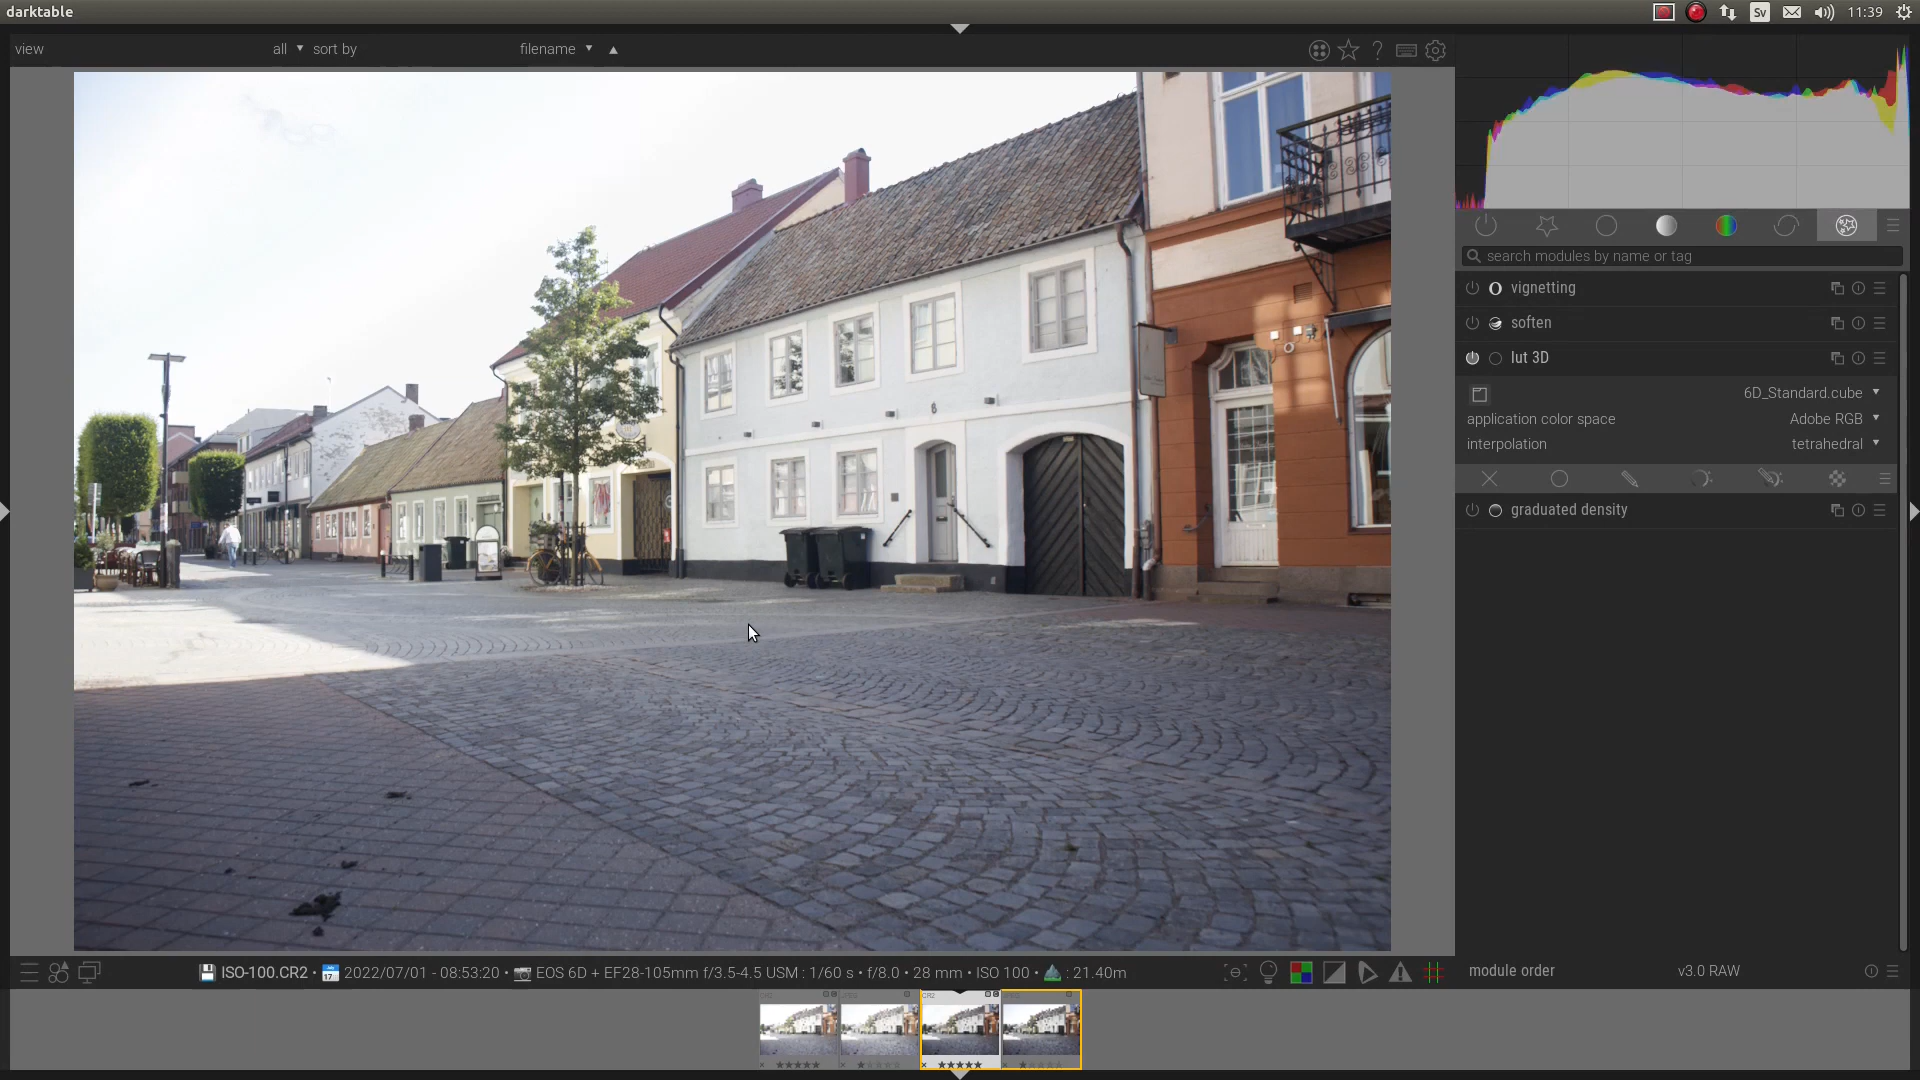 darktable
Sv
11:39
view
all
sort by
filename
search modules by name or tag
vignetting
soften
lut 3D
6D_Standard.cube
application color space
Adobe RGB
interpolation
tetrahedral
graduated density
ISO-100.CR2 • 2022/07/01 - 08:53:20 • EOS 6D + EF28-105mm f/3.5-4.5 USM : 1/60 s • f/8.0 • 28 mm • ISO 100 • : 21.40m
module order
v3.0 RAW
CR2